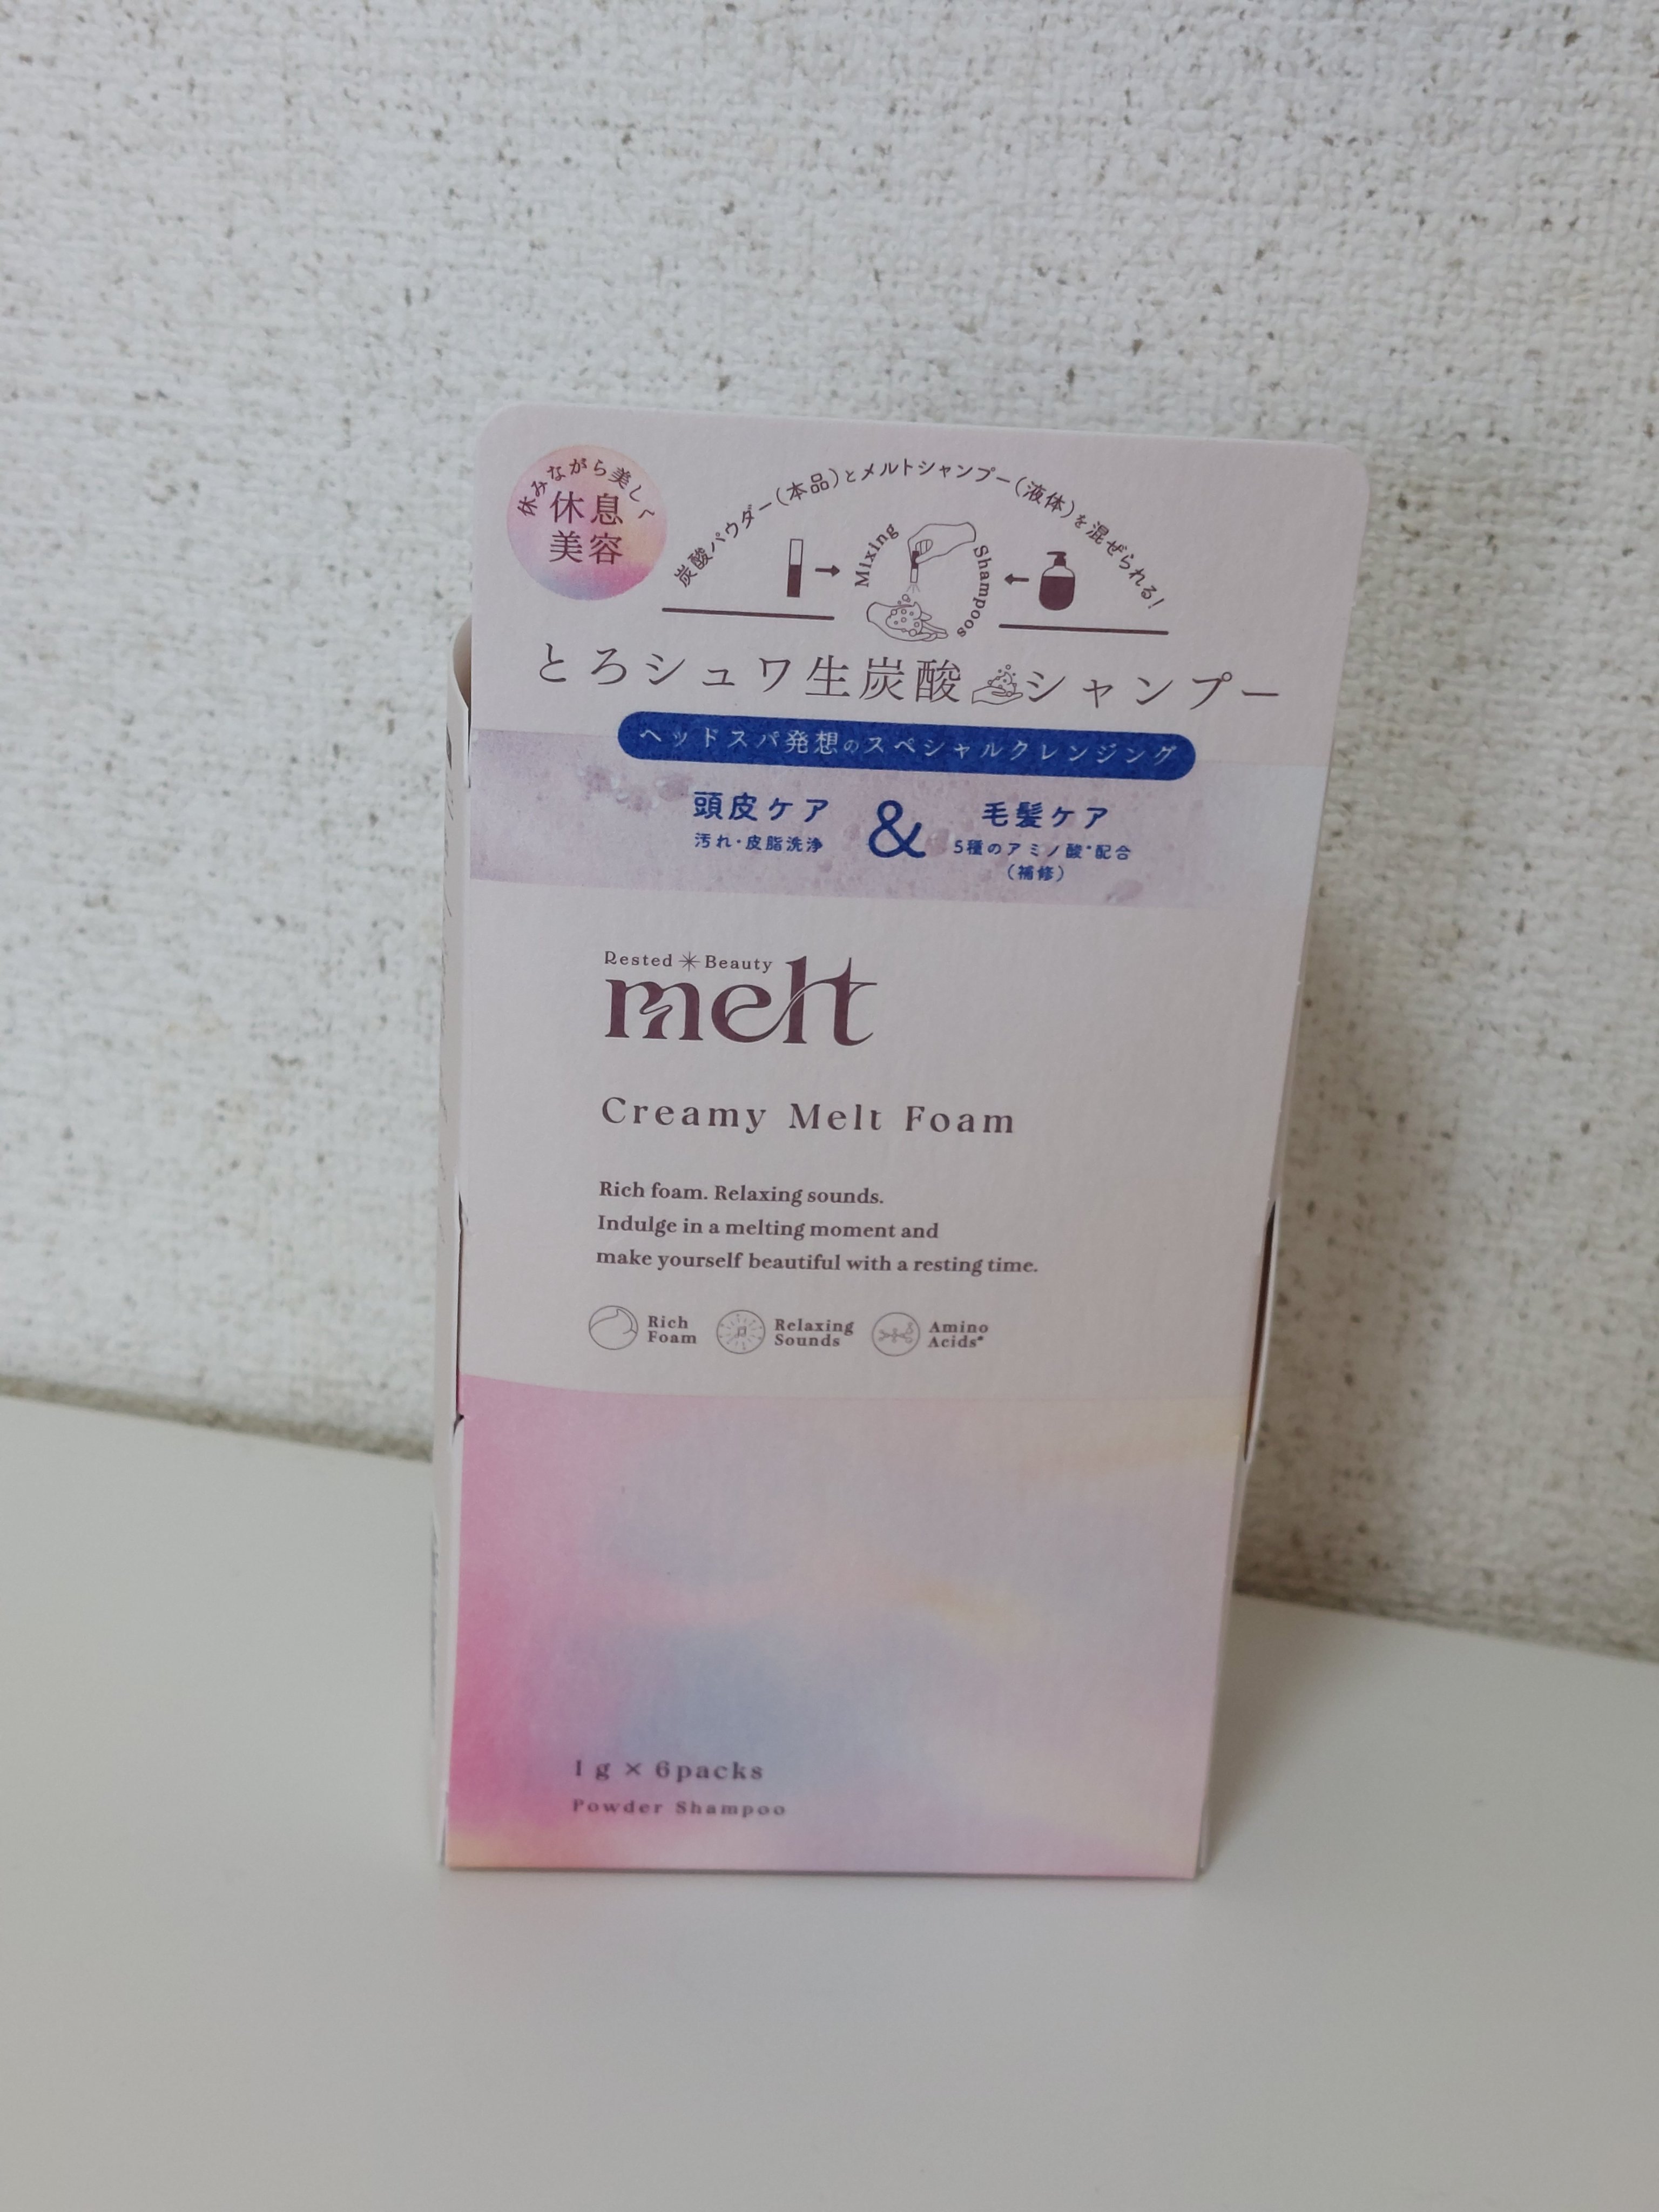 休みながら美しく
休息
美容
炭酸パウダー(本品)とメルトシャンプー(液体)を混ぜられる!
Mixing
Shampoos
とろシュワ生炭酸シャンプー
ヘッドスパ発想のスペシャルクレンジング
頭皮ケア
汚れ・皮脂洗浄
&
毛髪ケア
5種のアミノ酸*配合
(補修)
Rested Beauty
melt
Creamy Melt Foam
Rich foam. Relaxing sounds.
Indulge in a melting moment and
make yourself beautiful with a resting time.
Rich
Foam
Relaxing
Sounds
Amino
Acids*
1g×6packs
Powder Shampoo